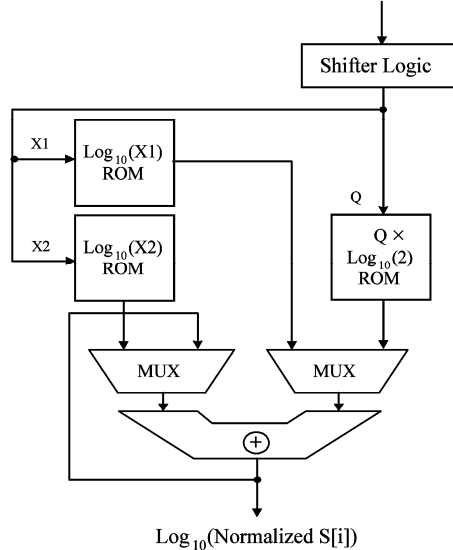 Shifter Logic
X1
Log10(X1)
ROM
Q
X2
Log10(X2)
ROM
Q ×
Log10(2)
ROM
MUX
MUX
+
Log10(Normalized S[i])